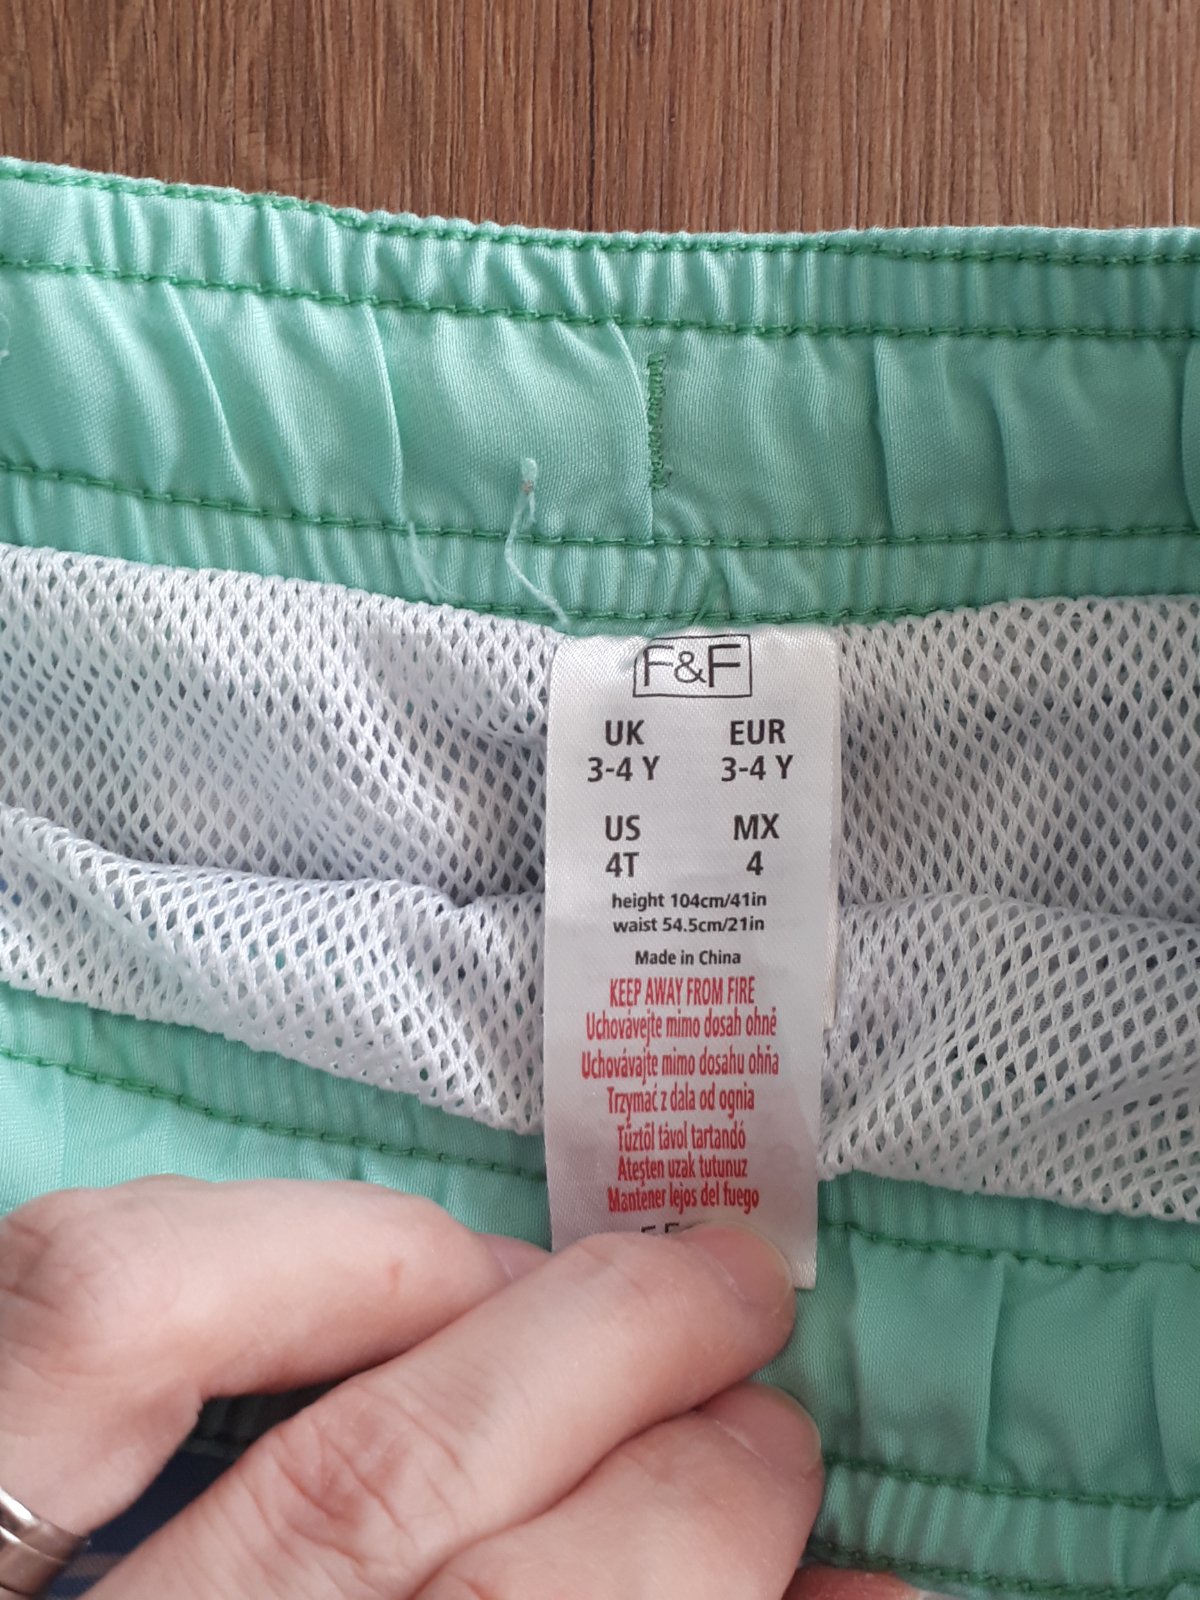 F&F
UK EUR
3-4 Y 3-4 Y
US MX
4T 4
height 104cm/41in
waist 54.5cm/21in
Made in China
KEEP AWAY FROM FIRE
Uchovávejte mimo dosah ohně
Uchovávajte mimo dosahu ohňa
Trzymać z dala od ognia
Tűztől távol tartandó
Ateşten uzak tutunuz
Mantener lejos del fuego